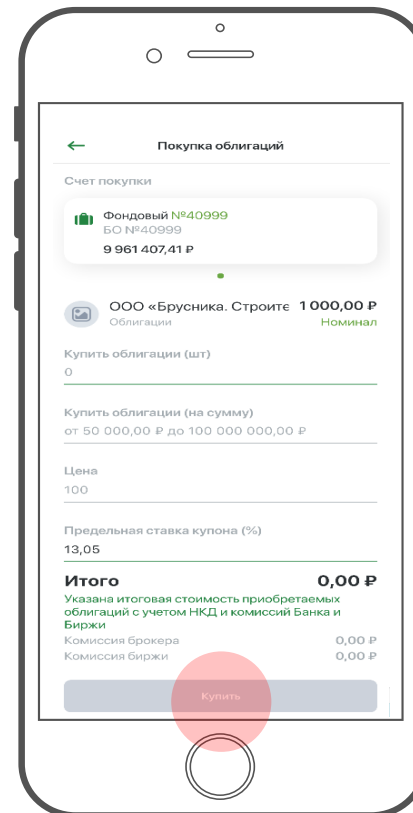 Покупка облигаций
Счет покупки
Фондовый №40999
БО №40999
9 961 407,41 ₽
ООО «Брусника. Строите 1 000,00 ₽
Облигации Номинал
Купить облигации (шт)
0
Купить облигации (на сумму)
от 50 000,00 ₽ до 100 000 000,00 ₽
Цена
100
Предельная ставка купона (%)
13,05
Итого 0,00 ₽
Указана итоговая стоимость приобретаемых
облигаций с учетом НКД и комиссий Банка и
Биржи
Комиссия брокера 0,00 ₽
Комиссия биржи 0,00 ₽
Купить